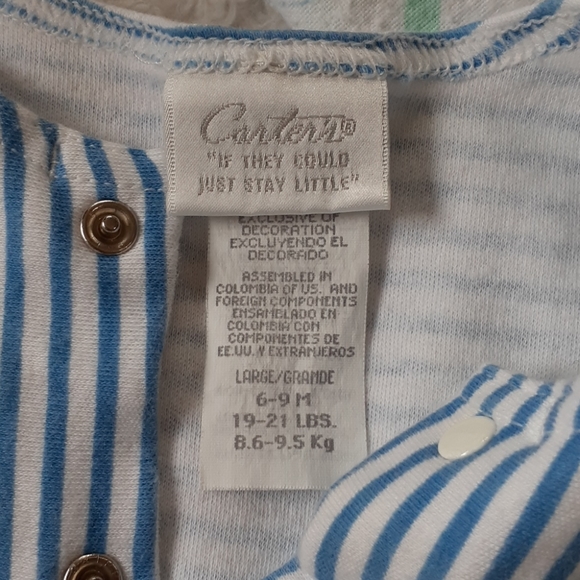 Carter's®
"IF THEY COULD
JUST STAY LITTLE"
EXCLUSIVE OF
DECORATION
EXCLUYENDO EL
DECORADO
ASSEMBLED IN
COLOMBIA OF US. AND
FOREIGN COMPONENTS
ENSAMBLADO EN
COLOMBIA CON
COMPONENTES DE
EE.UU. Y EXTRANJEROS
LARGE/GRANDE
6-9 M
19-21 LBS.
8.6-9.5 Kg